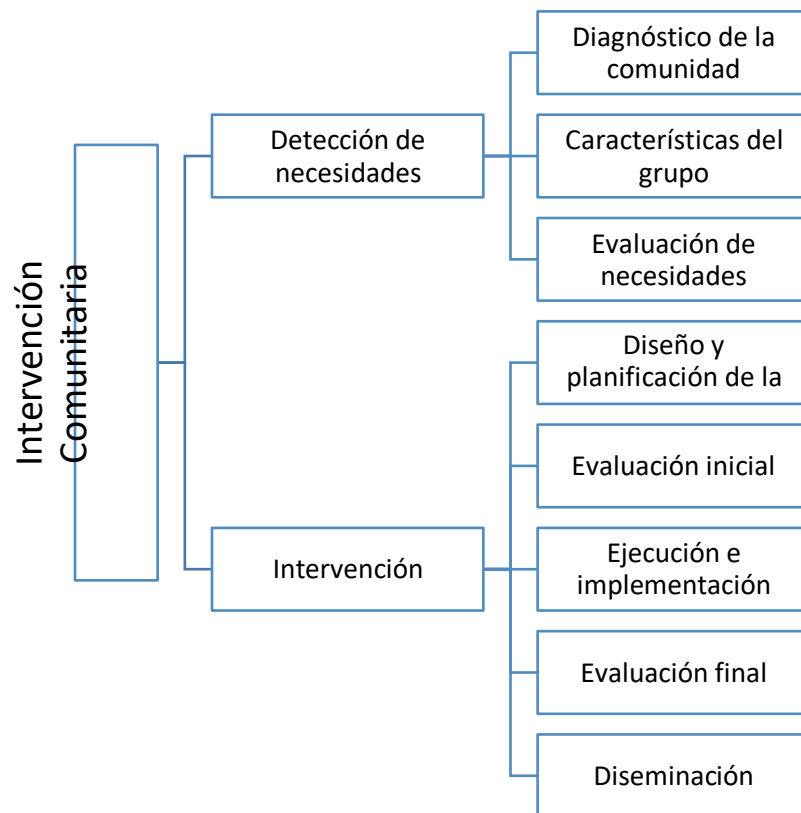 Intervención
Comunitaria
Detección de
necesidades
Diagnóstico de la
comunidad
Características del
grupo
Evaluación de
necesidades
Intervención
Diseño y
planificación de la
Evaluación inicial
Ejecución e
implementación
Evaluación final
Diseminación